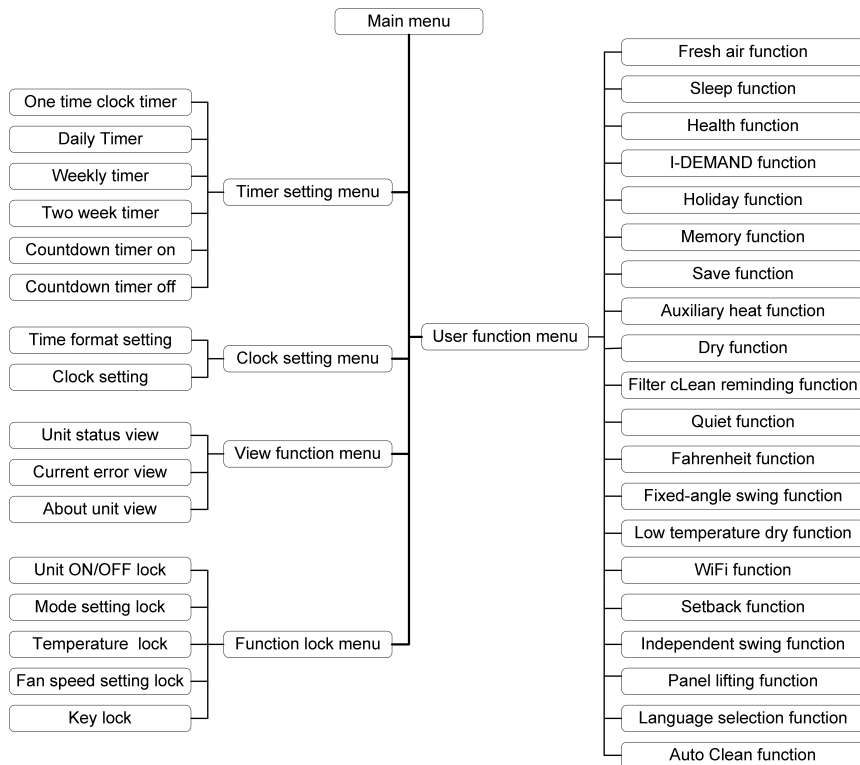 Main menu
One time clock timer
Daily Timer
Weekly timer
Two week timer
Countdown timer on
Countdown timer off
Timer setting menu
Time format setting
Clock setting
Clock setting menu
Unit status view
Current error view
About unit view
View function menu
Unit ON/OFF lock
Mode setting lock
Temperature lock
Fan speed setting lock
Key lock
Function lock menu
User function menu
Fresh air function
Sleep function
Health function
I-DEMAND function
Holiday function
Memory function
Save function
Auxiliary heat function
Dry function
Filter cLean reminding function
Quiet function
Fahrenheit function
Fixed-angle swing function
Low temperature dry function
WiFi function
Setback function
Independent swing function
Panel lifting function
Language selection function
Auto Clean function